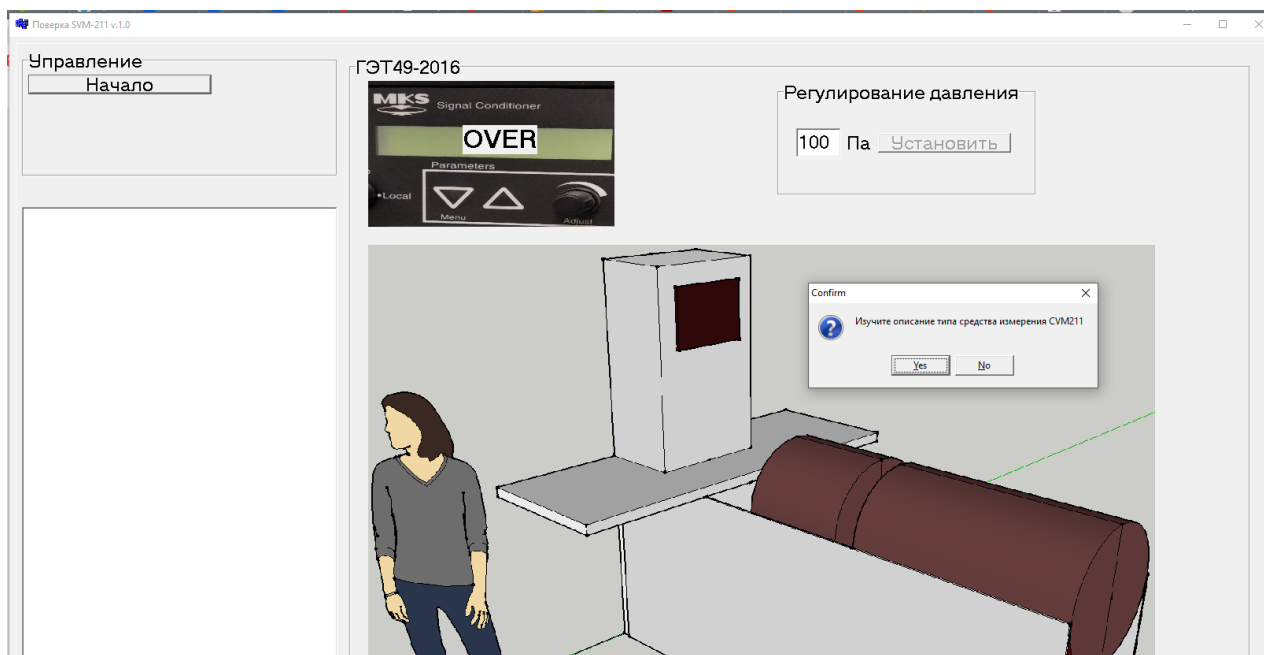 Поверка SVM-211 v.1.0
Управление
Начало
ГЭТ49-2016
MKS Signal Conditioner
OVER
Parameters
•Local
Menu
Adjust
Регулирование давления
100 Па Установить
Confirm
Изучите описание типа средства измерения CVM211
Yes No